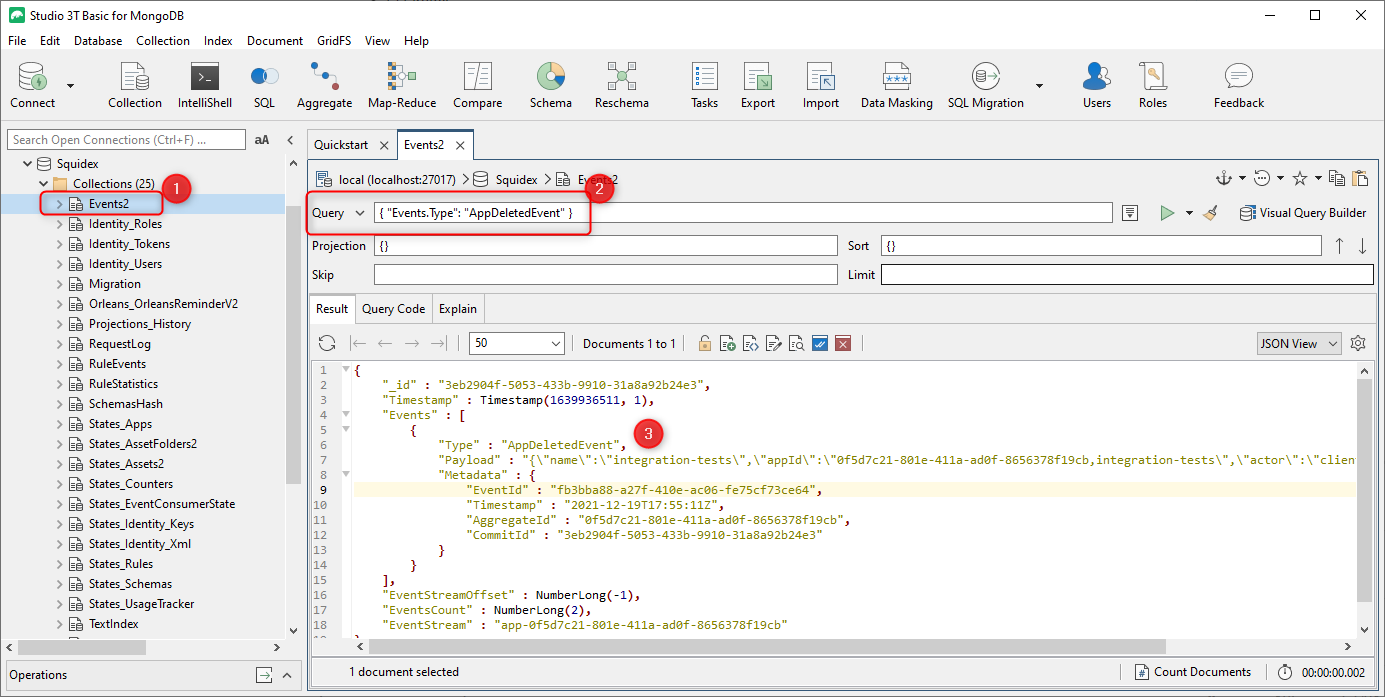 Studio 3T Basic for MongoDB
File Edit Database Collection Index Document GridFS View Help
Connect Collection IntelliShell SQL Aggregate Map-Reduce Compare Schema Reschema Tasks Export Import Data Masking SQL Migration Users Roles Feedback
Search Open Connections (Ctrl+F) ... aA
Squidex
Collections (25)
1
Events2
Identity_Roles
Identity_Tokens
Identity_Users
Migration
Orleans_OrleansReminderV2
Projections_History
RequestLog
RuleEvents
RuleStatistics
SchemasHash
States_Apps
States_AssetFolders2
States_Assets2
States_Counters
States_EventConsumerState
States_Identity_Keys
States_Identity_Xml
States_Rules
States_Schemas
States_UsageTracker
TextIndex
Operations
Quickstart Events2
local (localhost:27017) Squidex Events2
2
Query { "Events.Type": "AppDeletedEvent" } Visual Query Builder
Projection {} Sort {}
Skip Limit
Result Query Code Explain
50 Documents 1 to 1 JSON View
1 {
2 "_id" : "3eb2904f-5053-433b-9910-31a8a92b24e3",
3 "Timestamp" : Timestamp(1639936511, 1),
4 "Events" : [
5 {
3
6 "Type" : "AppDeletedEvent",
7 "Payload" : "{\"name\":\"integration-tests\",\"appId\":\"0f5d7c21-801e-411a-ad0f-8656378f19cb,integration-tests\",\"actor\":\"client
8 "Metadata" : {
9 "EventId" : "fb3bba88-a27f-410e-ac06-fe75cf73ce64",
10 "Timestamp" : "2021-12-19T17:55:11Z",
11 "AggregateId" : "0f5d7c21-801e-411a-ad0f-8656378f19cb",
12 "CommitId" : "3eb2904f-5053-433b-9910-31a8a92b24e3"
13 }
14 }
15 ],
16 "EventStreamOffset" : NumberLong(-1),
17 "EventsCount" : NumberLong(2),
18 "EventStream" : "app-0f5d7c21-801e-411a-ad0f-8656378f19cb"
1 document selected Count Documents 00:00:00.002